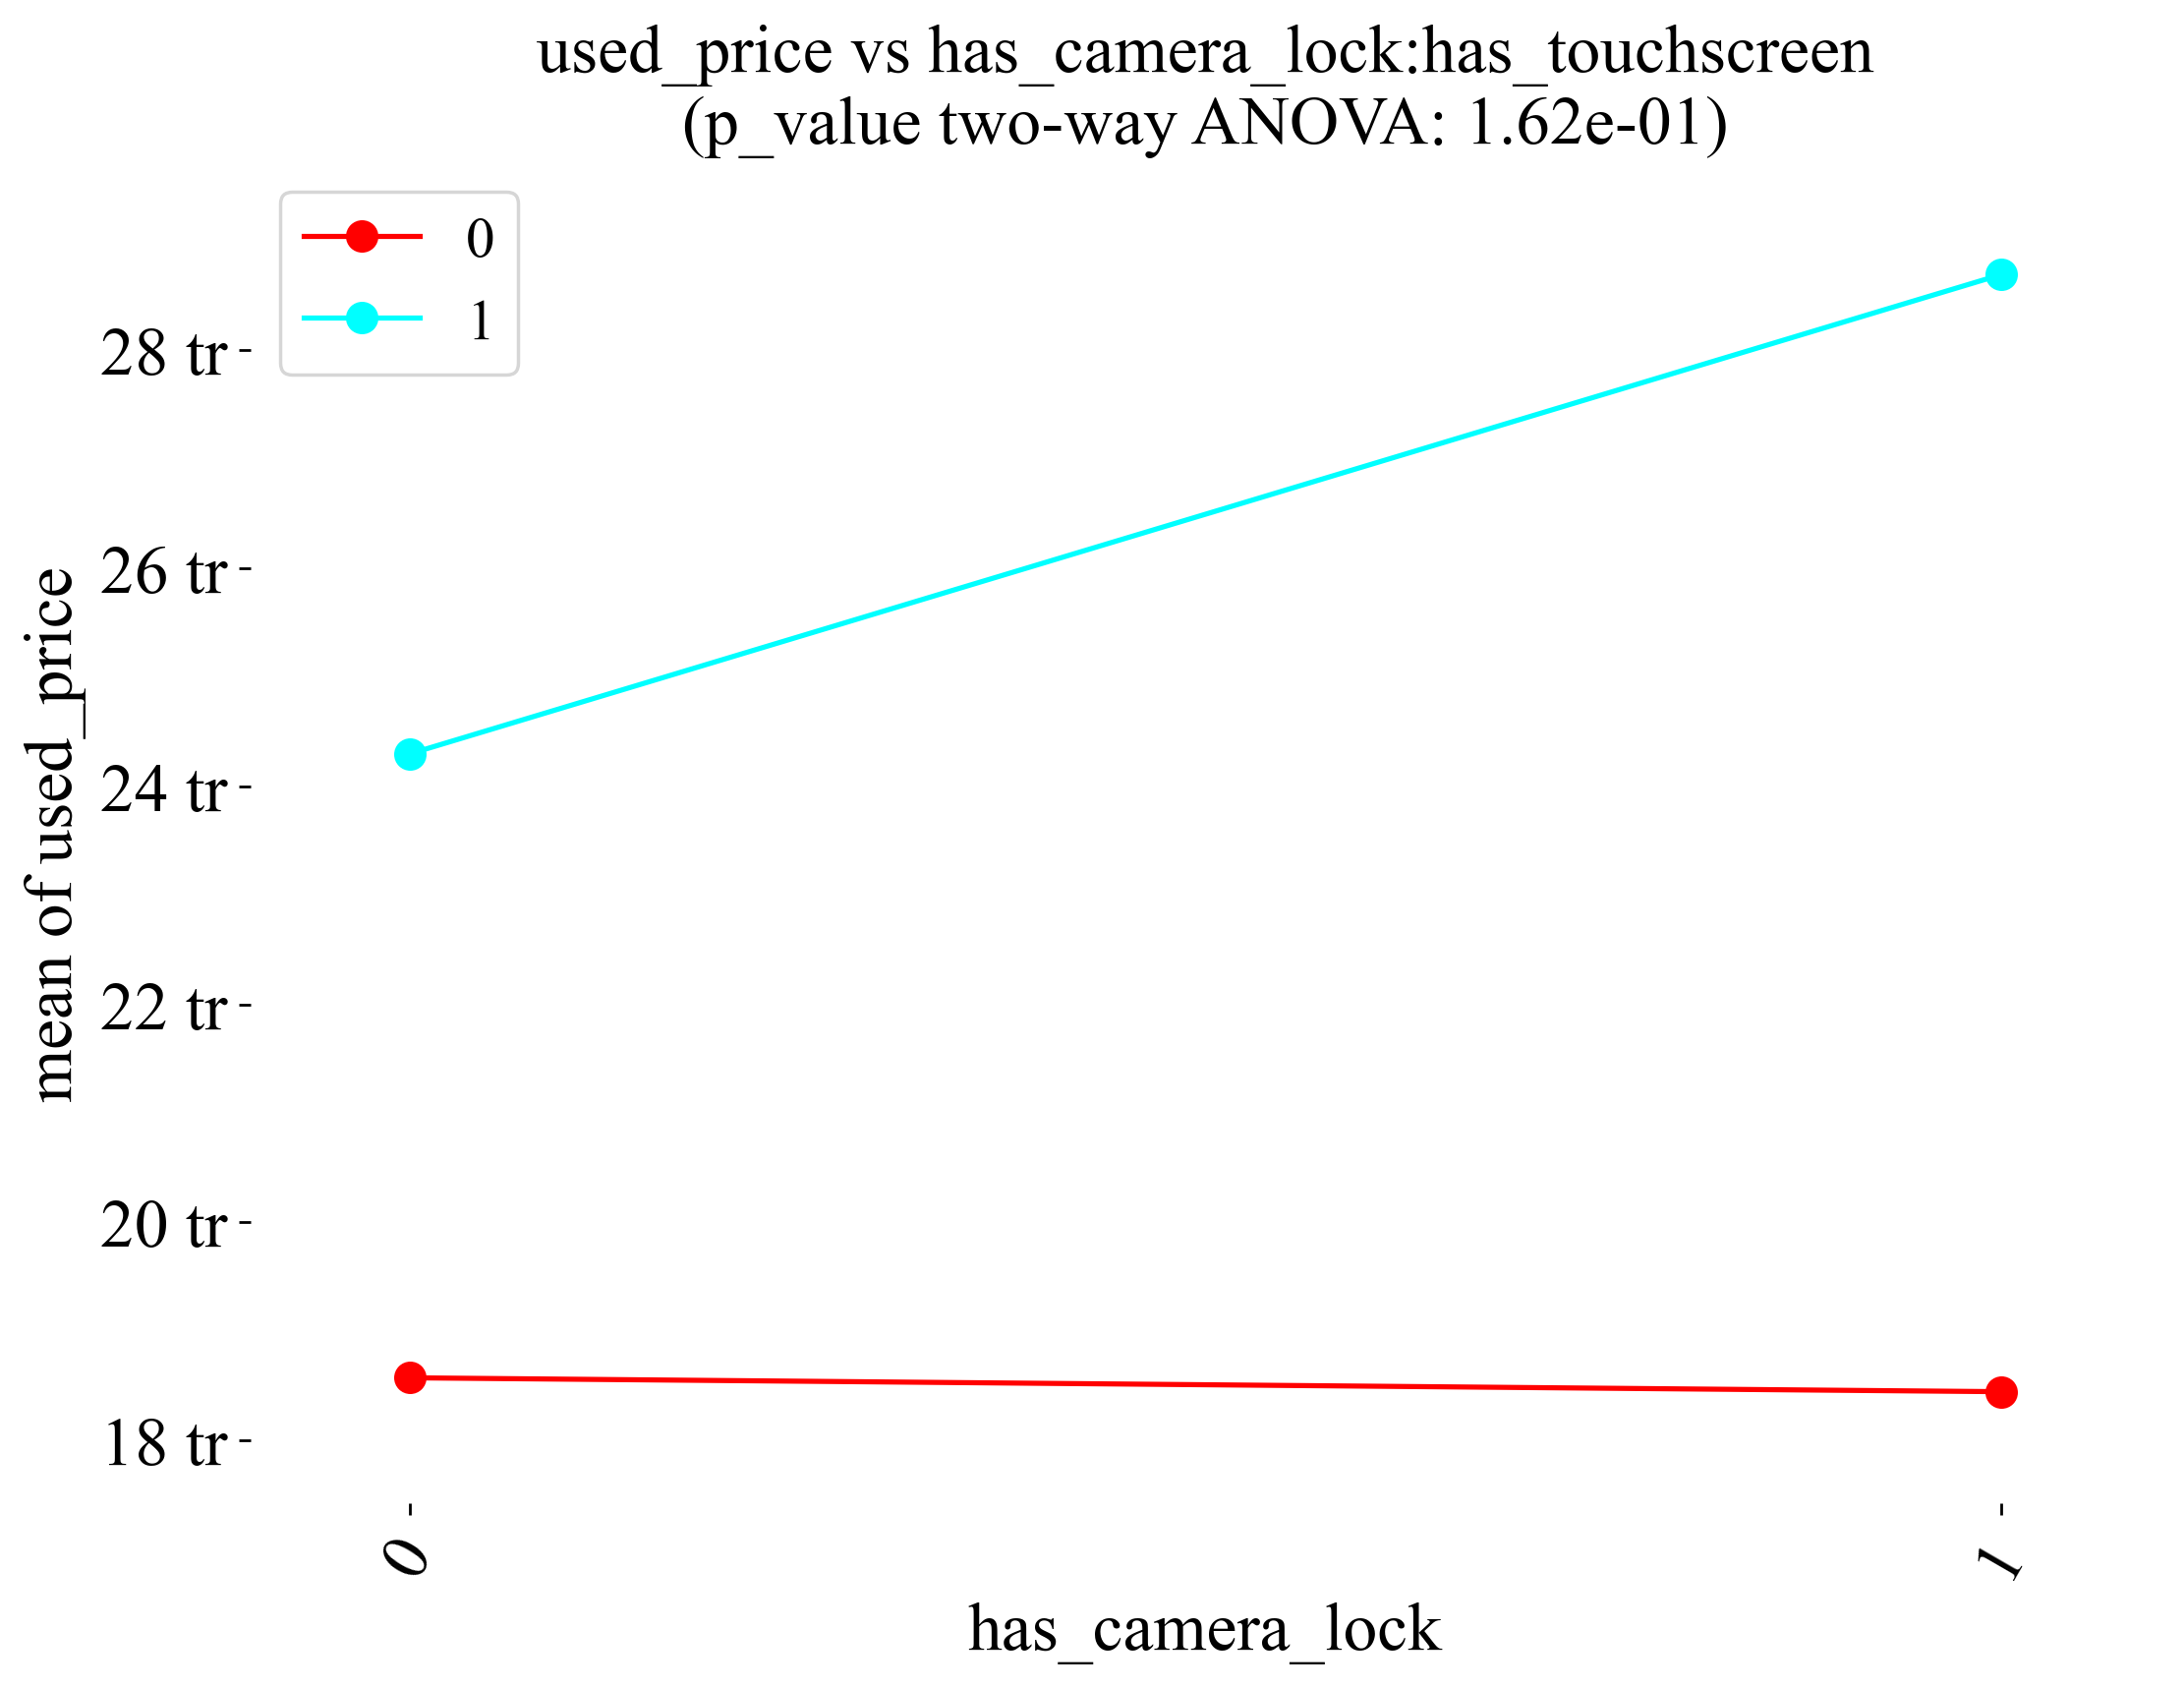 used_price vs has_camera_lock:has_touchscreen
(p_value two-way ANOVA: 1.62e-01)
0
1
28 tr
26 tr
24 tr
22 tr
20 tr
18 tr
mean of used_price
0
1
has_camera_lock